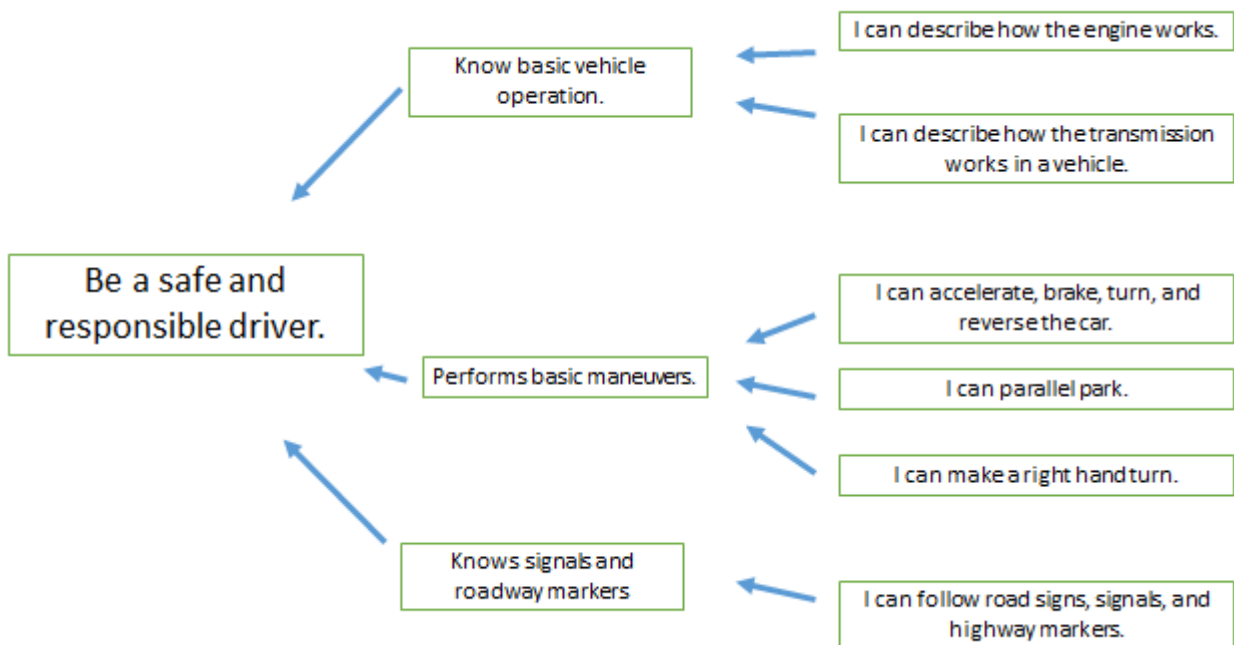 I can describe how the engine works.
Know basic vehicle
operation.
I can describe how the transmission
works in a vehicle.
Be a safe and
responsible driver.
I can accelerate, brake, turn, and
reverse the car.
Performs basic maneuvers.
I can parallel park.
I can make a right hand turn.
Knows signals and
roadway markers
I can follow road signs, signals, and
highway markers.